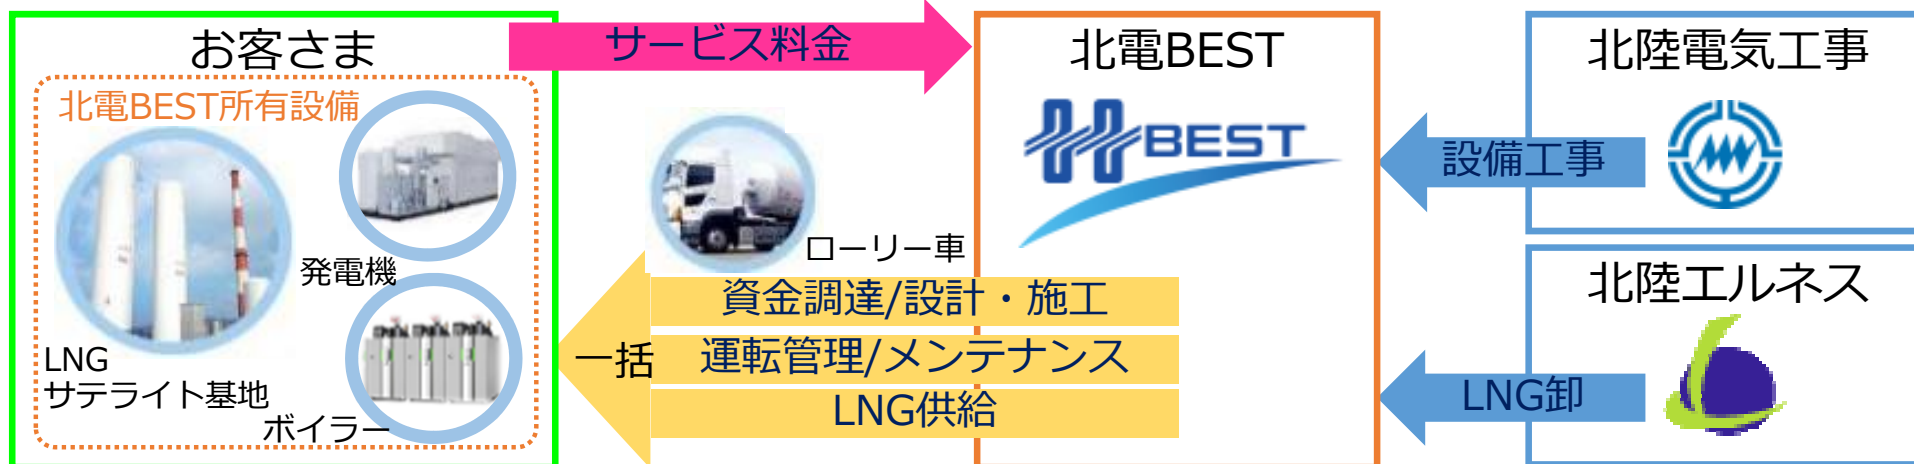 お客さま
北電BEST所有設備
発電機
LNG
サテライト基地
ボイラー
サービス料金
ローリー車
一括
資金調達/設計・施工
運転管理/メンテナンス
LNG供給
北電BEST
BEST
設備工事
LNG卸
北陸電気工事
北陸エルネス